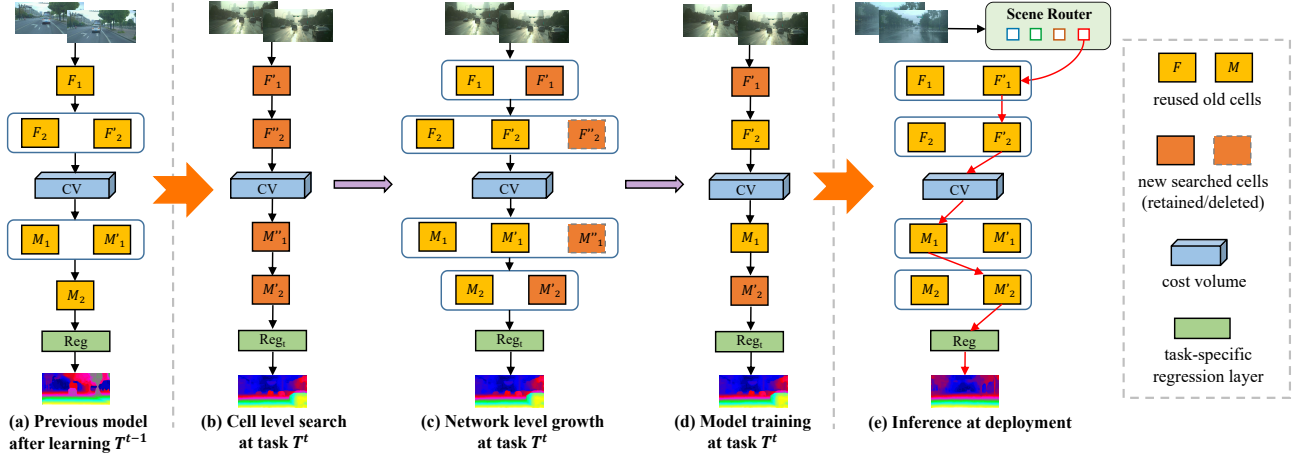 F₁
F₂ F'₂
CV
M₁ M'₁
M₂
Reg
(a) Previous model
after learning Tᵗ⁻¹
F'₁
F''₂
CV
M''₁
M'₂
Regₜ
(b) Cell level search
at task Tᵗ
F₁ F'₁
F₂ F'₂ F''₂
CV
M₁ M'₁ M''₁
M₂ M'₂
Regₜ
(c) Network level growth
at task Tᵗ
F'₁
F'₂
CV
M₁
M'₂
Regₜ
(d) Model training
at task Tᵗ
Scene Router
F₁ F'₁
F₂ F'₂
CV
M₁ M'₁
M₂ M'₂
Reg
(e) Inference at deployment
F M
reused old cells
new searched cells
(retained/deleted)
cost volume
task-specific
regression layer